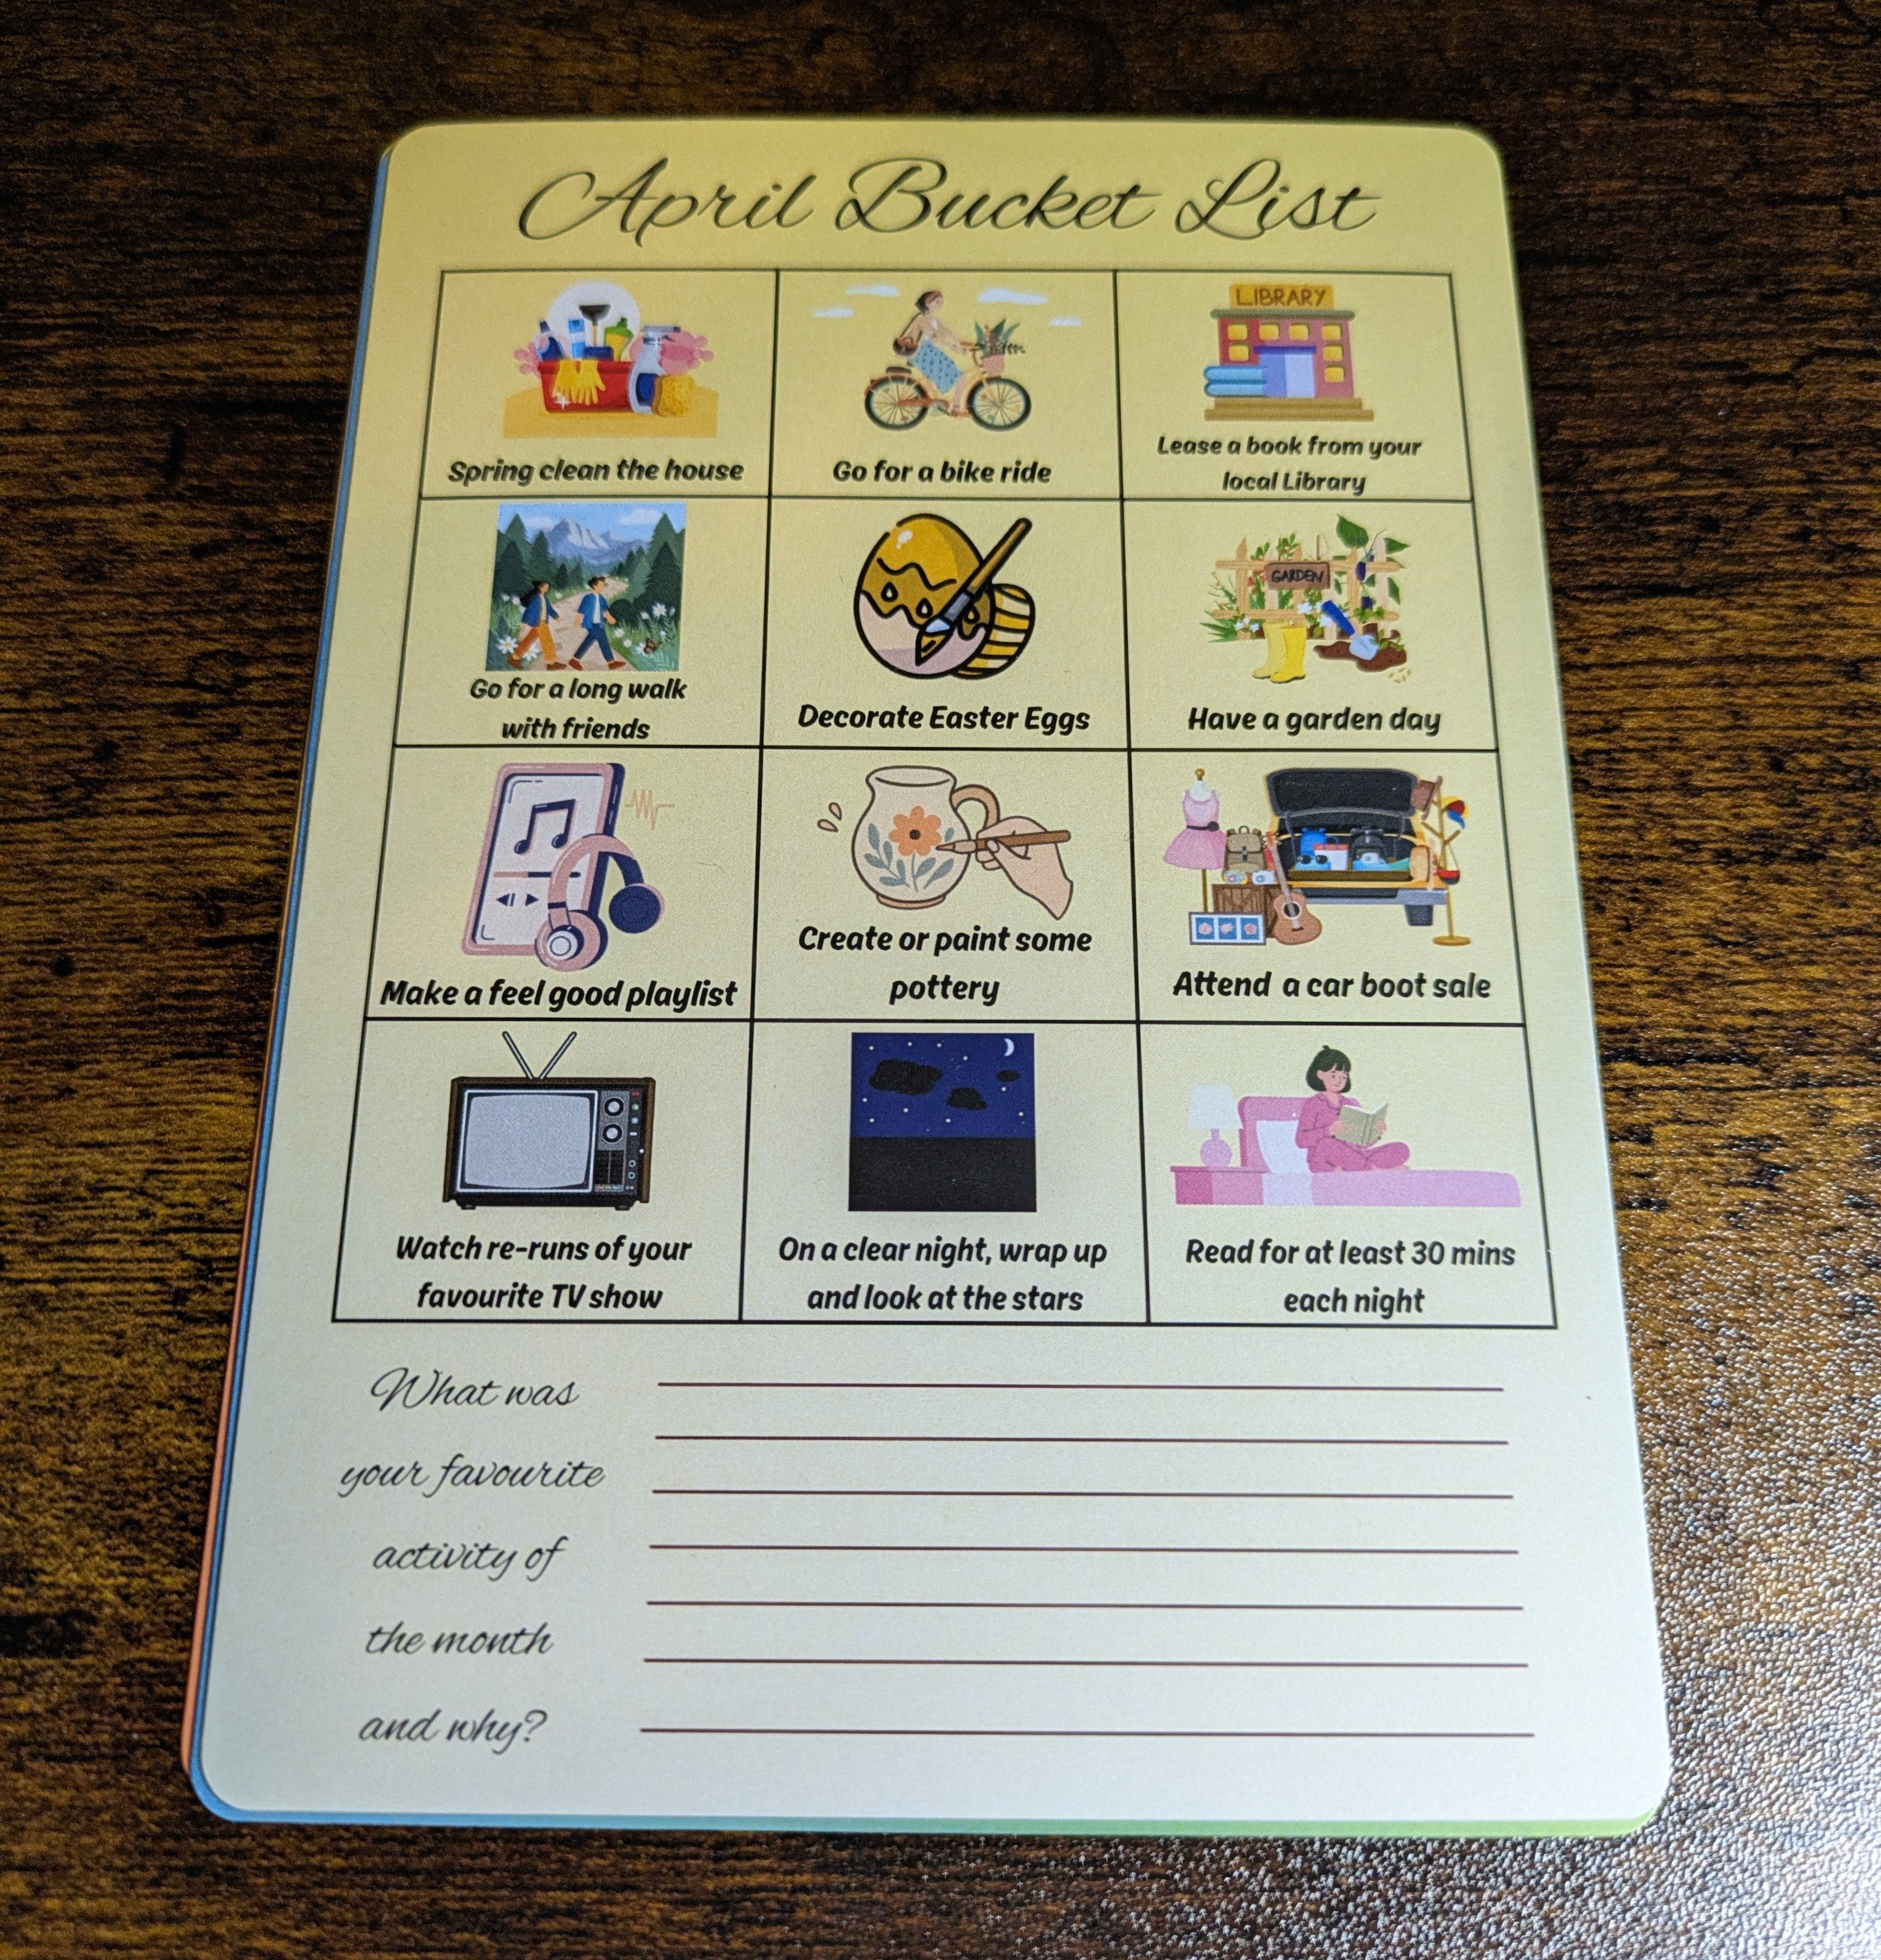 April Bucket List
LIBRARY
Spring clean the house
Go for a bike ride
Lease a book from your
local Library
GARDEN
Go for a long walk
with friends
Decorate Easter Eggs
Have a garden day
Make a feel good playlist
Create or paint some
pottery
Attend a car boot sale
Watch re-runs of your
favourite TV show
On a clear night, wrap up
and look at the stars
Read for at least 30 mins
each night
What was
your favourite
activity of
the month
and why?